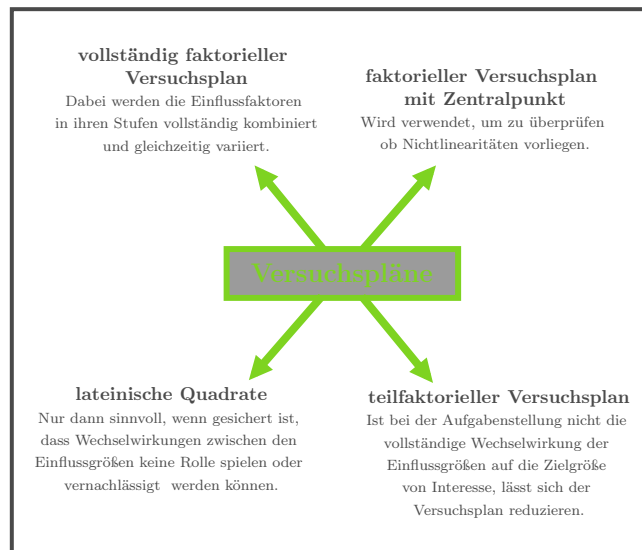 vollständig faktorieller
Versuchsplan
Dabei werden die Einflussfaktoren
in ihren Stufen vollständig kombiniert
und gleichzeitig variiert.
faktorieller Versuchsplan
mit Zentralpunkt
Wird verwendet, um zu überprüfen
ob Nichtlinearitäten vorliegen.
Versuchspläne
lateinische Quadrate
Nur dann sinnvoll, wenn gesichert ist,
dass Wechselwirkungen zwischen den
Einflussgrößen keine Rolle spielen oder
vernachlässigt werden können.
teilfaktorieller Versuchsplan
Ist bei der Aufgabenstellung nicht die
vollständige Wechselwirkung der
Einflussgrößen auf die Zielgröße
von Interesse, lässt sich der
Versuchsplan reduzieren.